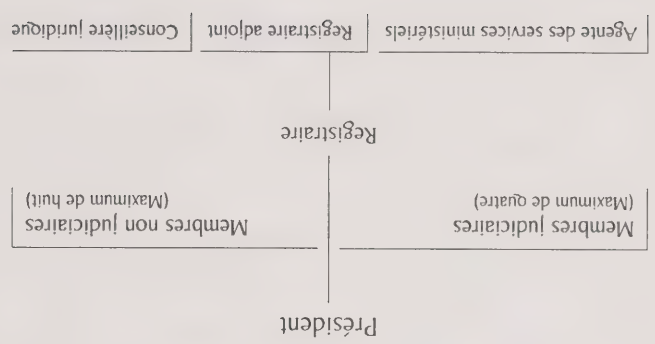 Président
Membres non judiciaires
(Maximum de huit)
Membres judiciaires
(Maximum de quatre)
Registraire
Conseillère juridique
Registraire adjoint
Agente des services ministériels